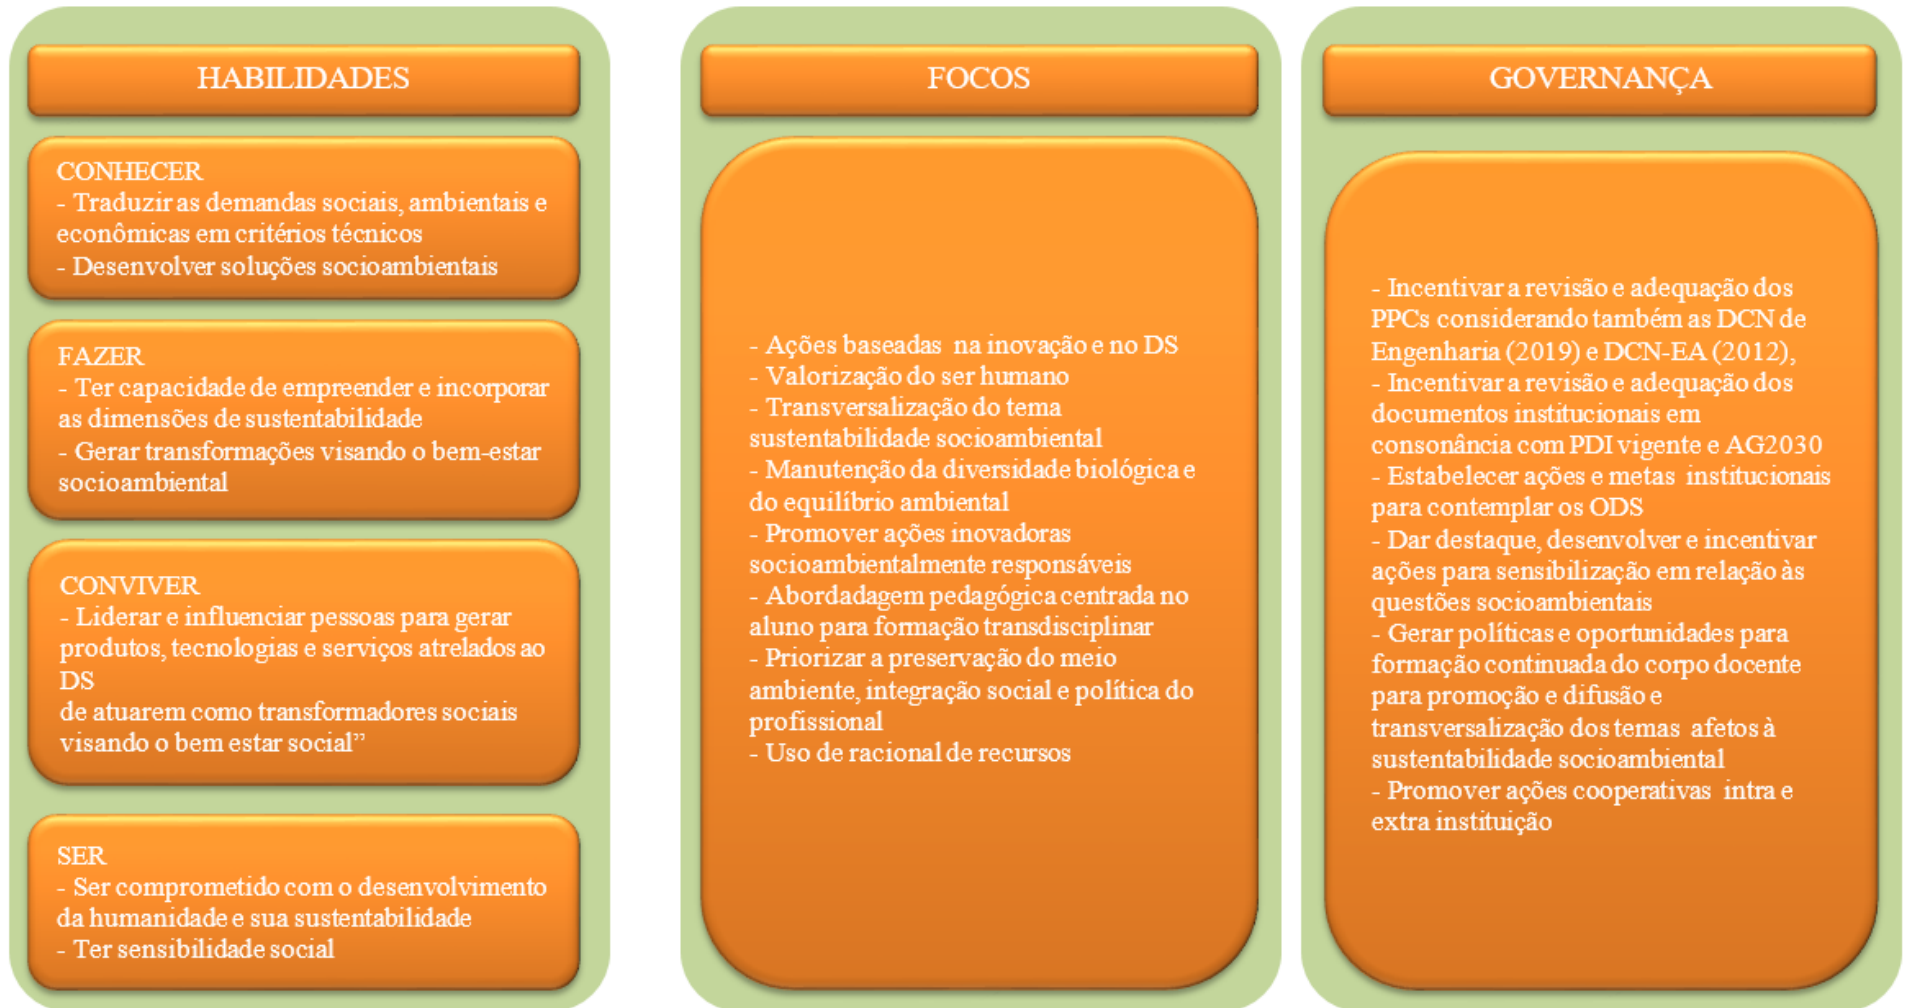 HABILIDADES
CONHECER
- Traduzir as demandas sociais, ambientais e
econômicas em critérios técnicos
- Desenvolver soluções socioambientais
FAZER
- Ter capacidade de empreender e incorporar
as dimensões de sustentabilidade
- Gerar transformações visando o bem-estar
socioambiental
CONVIVER
- Liderar e influenciar pessoas para gerar
produtos, tecnologias e serviços atrelados ao
DS
de atuarem como transformadores sociais
visando o bem estar social”
SER
- Ser comprometido com o desenvolvimento
da humanidade e sua sustentabilidade
- Ter sensibilidade social
FOCOS
- Ações baseadas na inovação e no DS
- Valorização do ser humano
- Transversalização do tema
sustentabilidade socioambiental
- Manutenção da diversidade biológica e
do equilíbrio ambiental
- Promover ações inovadoras
socioambientalmente responsáveis
- Abordadagem pedagógica centrada no
aluno para formação transdisciplinar
- Priorizar a preservação do meio
ambiente, integração social e política do
profissional
- Uso de racional de recursos
GOVERNANÇA
- Incentivar a revisão e adequação dos
PPCs considerando também as DCN de
Engenharia (2019) e DCN-EA (2012),
- Incentivar a revisão e adequação dos
documentos institucionais em
consonância com PDI vigente e AG2030
- Estabelecer ações e metas institucionais
para contemplar os ODS
- Dar destaque, desenvolver e incentivar
ações para sensibilização em relação às
questões socioambientais
- Gerar políticas e oportunidades para
formação continuada do corpo docente
para promoção e difusão e
transversalização dos temas afetos à
sustentabilidade socioambiental
- Promover ações cooperativas intra e
extra instituição